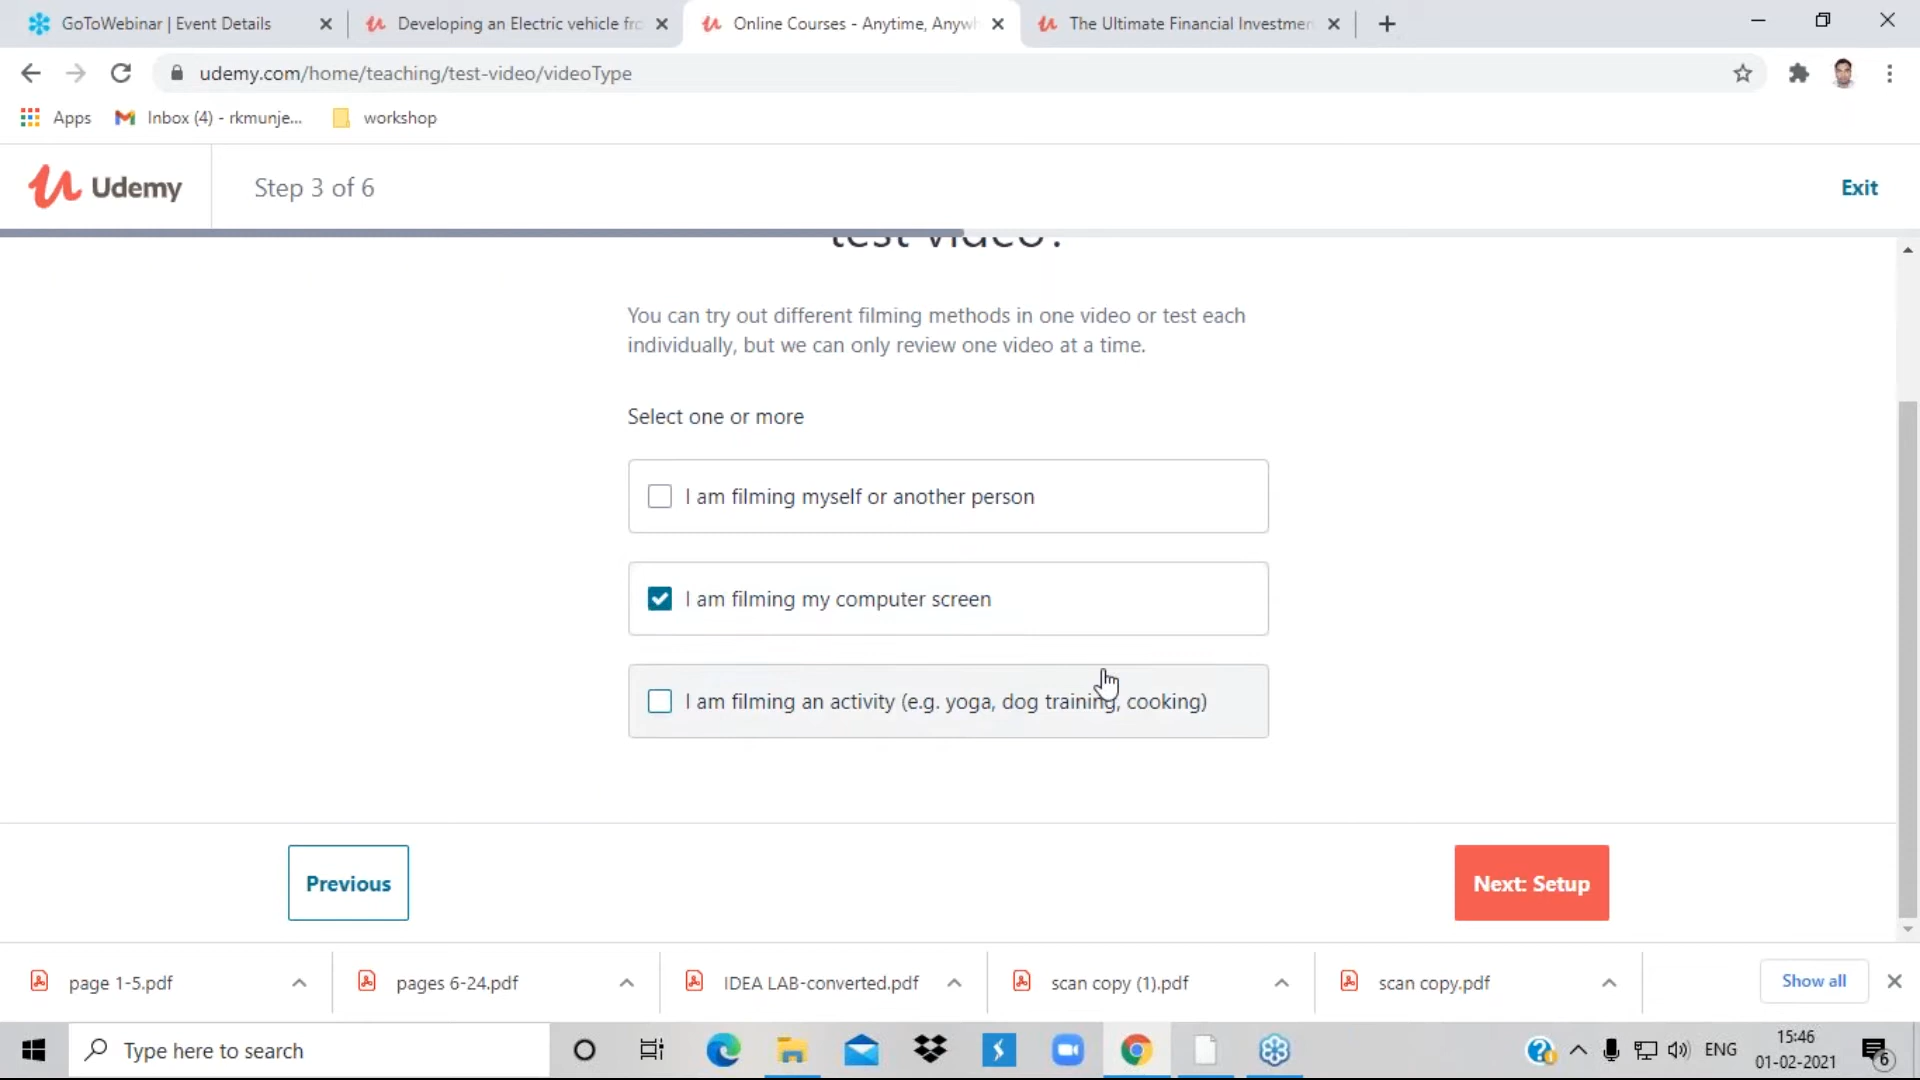 GoToWebinar | Event Details
Developing an Electric vehicle fr
Online Courses - Anytime, Anyw
The Ultimate Financial Investmen
udemy.com/home/teaching/test-video/videoType
Apps
Inbox (4) - rkmunje...
workshop
Udemy
Step 3 of 6
Exit
test video?
You can try out different filming methods in one video or test each
individually, but we can only review one video at a time.
Select one or more
I am filming myself or another person
I am filming my computer screen
I am filming an activity (e.g. yoga, dog training, cooking)
Previous
Next: Setup
page 1-5.pdf
pages 6-24.pdf
IDEA LAB-converted.pdf
scan copy (1).pdf
scan copy.pdf
Show all
Type here to search
ENG
15:46
01-02-2021
6